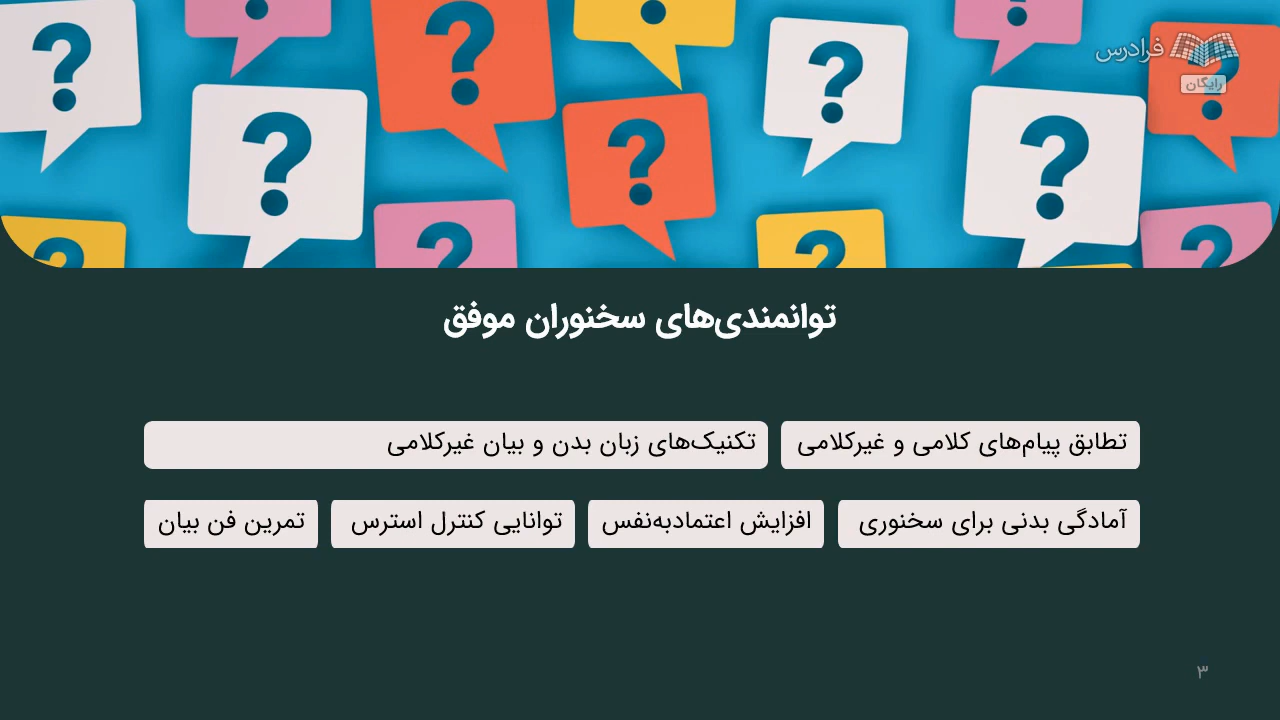 فرادرس
رایگان
? ? ? ? ? ? ? ? ? ? ? ? ? ?
توانمندی‌های سخنوران موفق
تطابق پیام‌های کلامی و غیرکلامی
تکنیک‌های زبان بدن و بیان غیرکلامی
آمادگی بدنی برای سخنوری
افزایش اعتمادبه‌نفس
توانایی کنترل استرس
تمرین فن بیان
۳